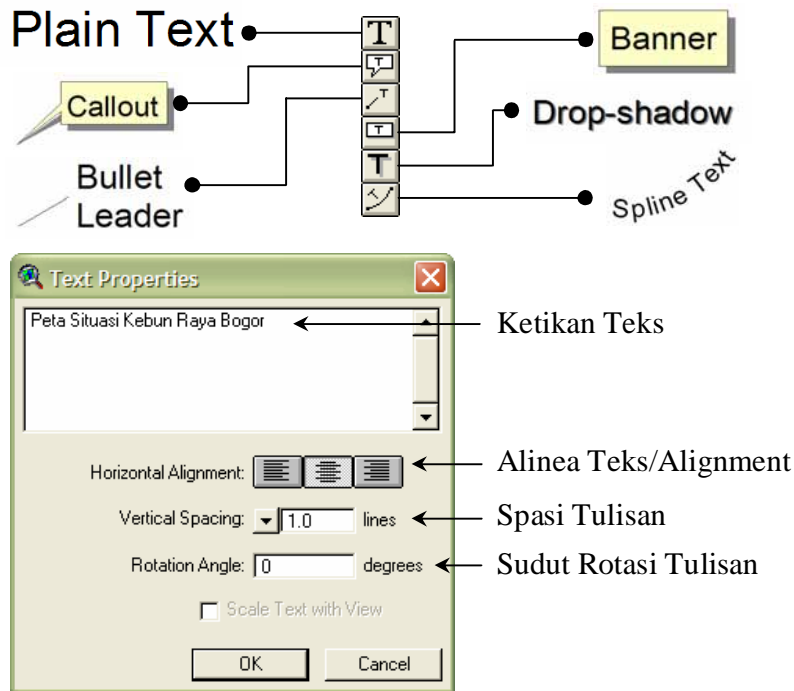 Plain Text
T
Banner
T
Callout
T
Drop-shadow
T
Bullet
Leader
T
Spline Text
Text Properties
Peta Situasi Kebun Raya Bogor
Ketikan Teks
Horizontal Alignment:
Alinea Teks/Alignment
Vertical Spacing: 1.0 lines
Spasi Tulisan
Rotation Angle: 0 degrees
Sudut Rotasi Tulisan
Scale Text with View
OK Cancel